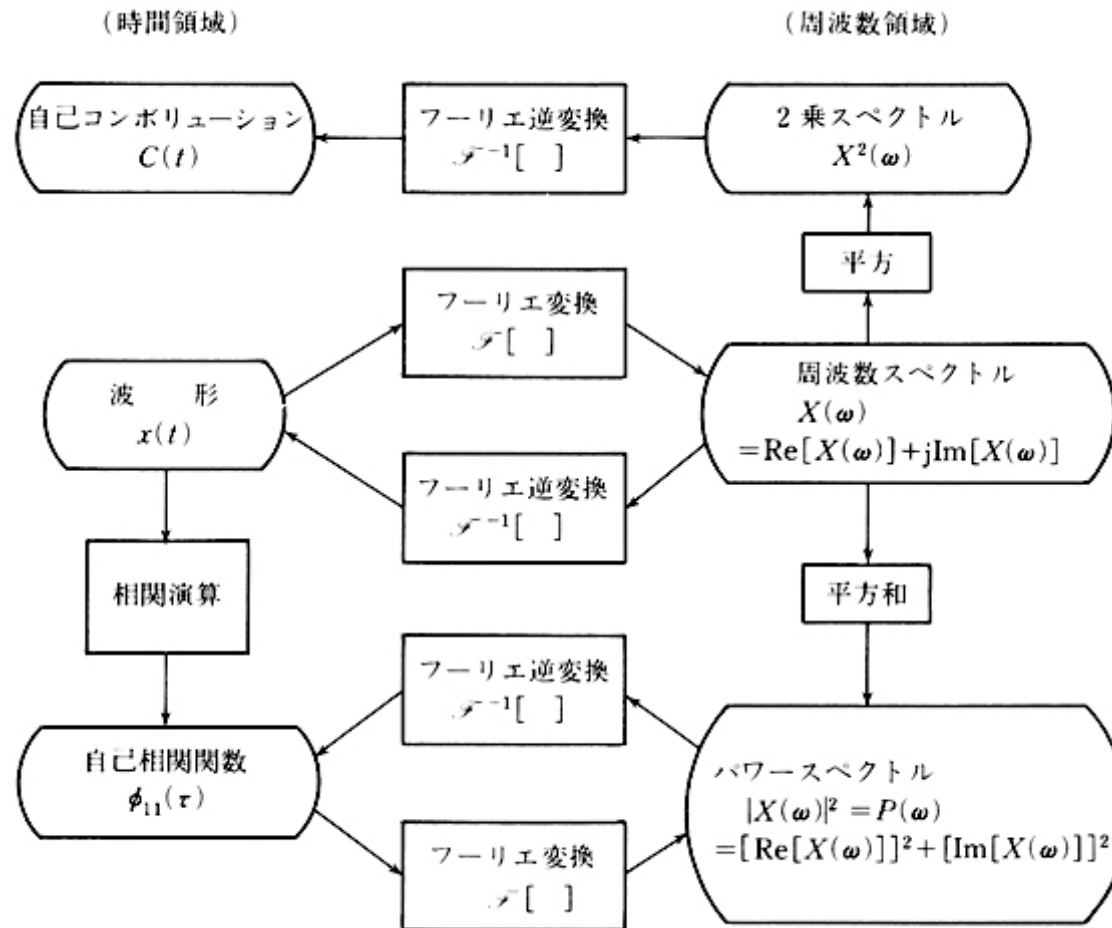 (時間領域)
(周波数領域)
自己コンボリューション
C(t)
フーリエ逆変換
ℱ⁻¹[ ]
2乗スペクトル
X²(ω)
平方
フーリエ変換
ℱ[ ]
波 形
x(t)
周波数スペクトル
X(ω)
=Re[X(ω)]+jIm[X(ω)]
フーリエ逆変換
ℱ⁻¹[ ]
相関演算
平方和
フーリエ逆変換
ℱ⁻¹[ ]
自己相関関数
ϕ₁₁(τ)
パワースペクトル
|X(ω)|²=P(ω)
=[Re[X(ω)]]²+[Im[X(ω)]]²
フーリエ変換
ℱ[ ]